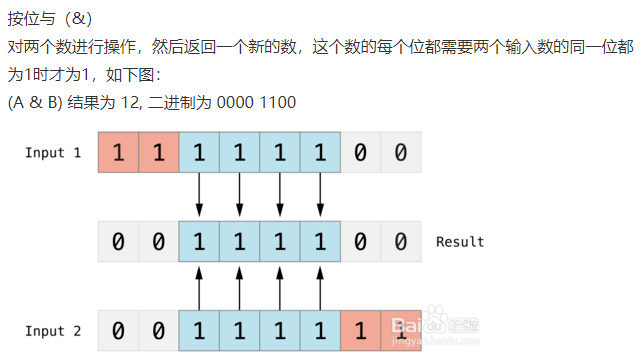 按位与（&）
对两个数进行操作，然后返回一个新的数，这个数的每个位都需要两个输入数的同一位都
为1时才为1，如下图：
(A & B) 结果为 12, 二进制为 0000 1100
Input 1 1 1 1 1 1 1 0 0
0 0 1 1 1 1 0 0 Result
Input 2 0 0 1 1 1 1 1 1
Baidu 经验
jingyan.baidu.com